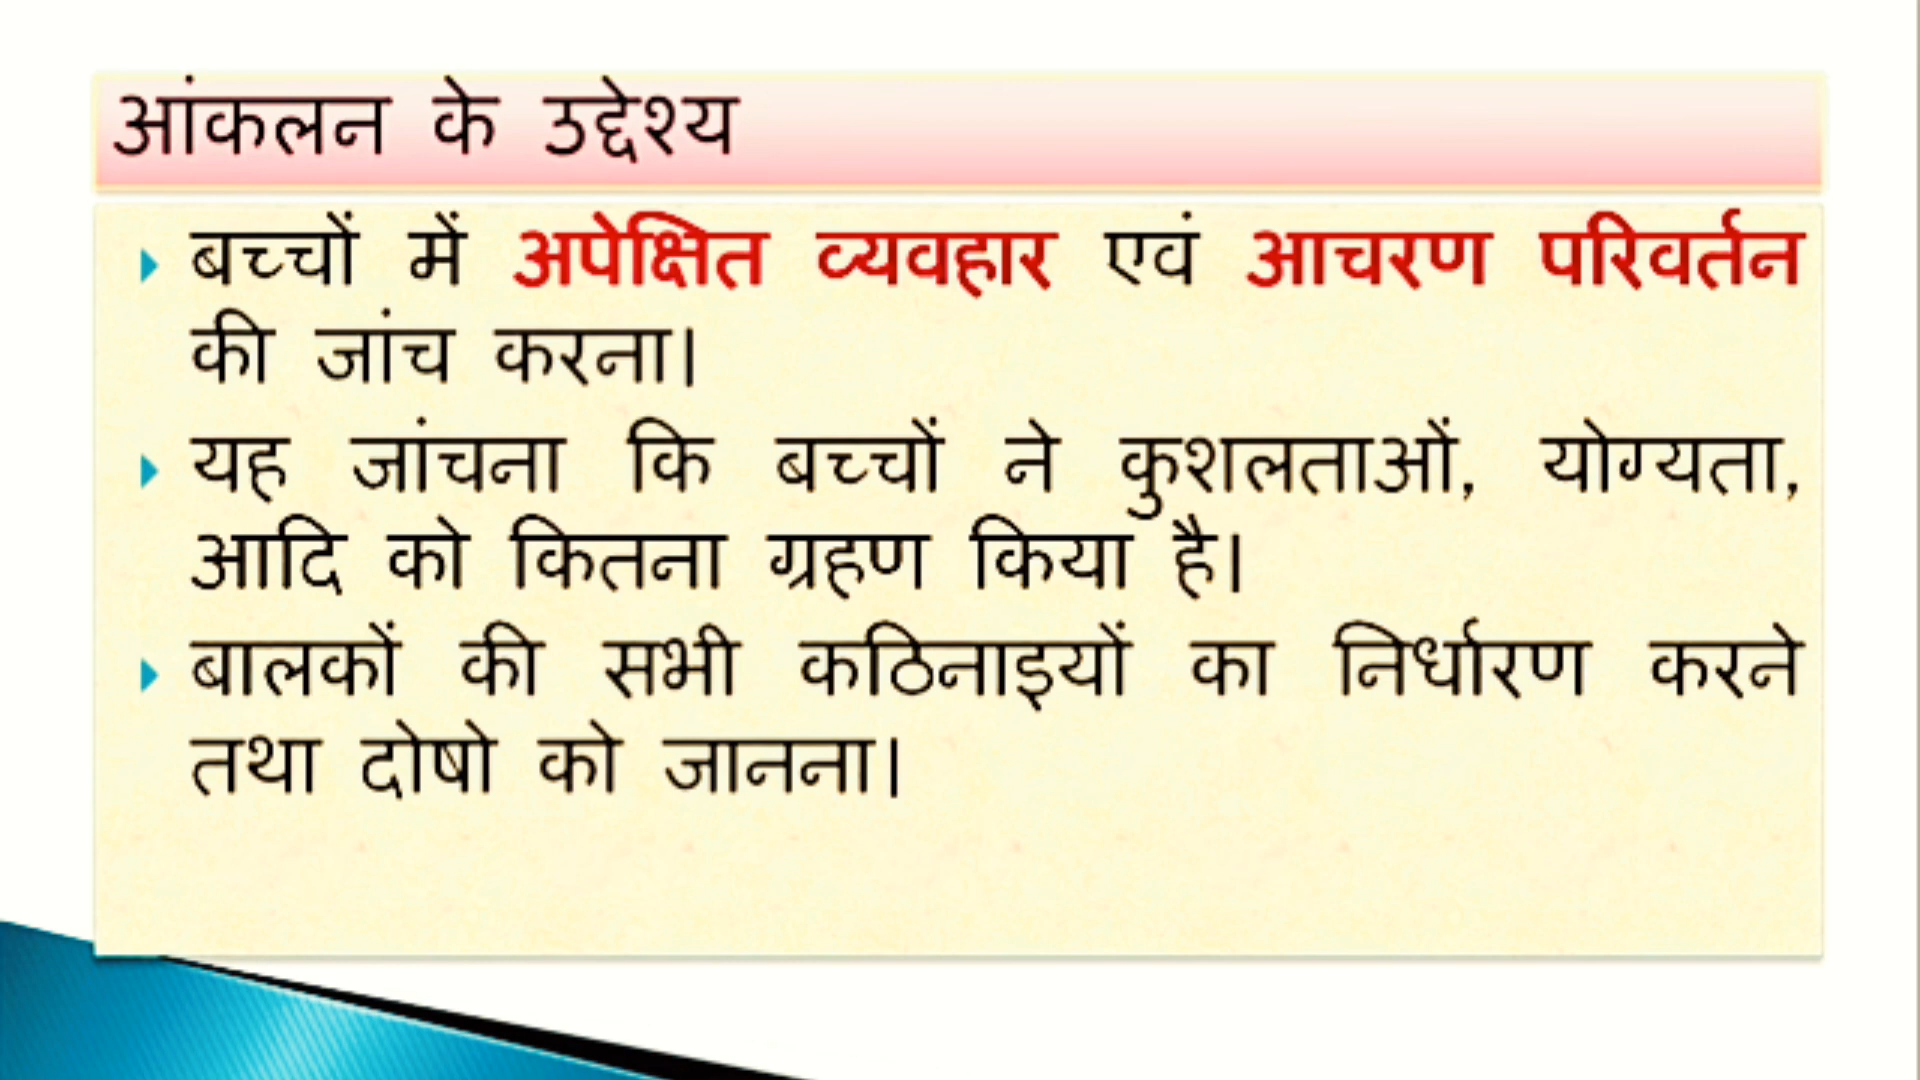 आंकलन के उद्देश्य
बच्चों में अपेक्षित व्यवहार एवं आचरण परिवर्तन
की जांच करना।
यह जांचना कि बच्चों ने कुशलताओं, योग्यता,
आदि को कितना ग्रहण किया है।
बालकों की सभी कठिनाइयों का निर्धारण करने
तथा दोषो को जानना।